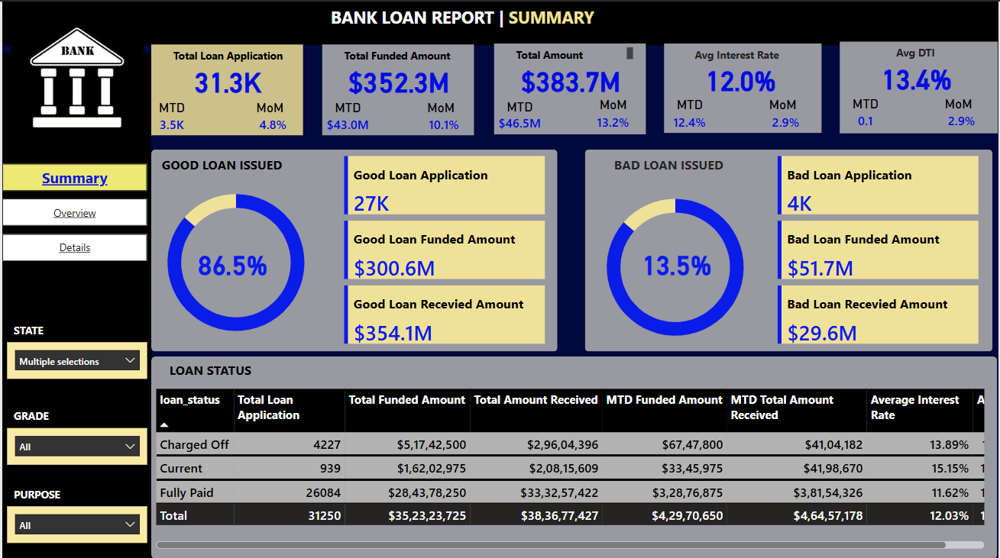 BANK LOAN REPORT | SUMMARY
BANK
Total Loan Application
31.3K
MTD MoM
3.5K 4.8%
Total Funded Amount
$352.3M
MTD MoM
$43.0M 10.1%
Total Amount
$383.7M
MTD MoM
$46.5M 13.2%
Avg Interest Rate
12.0%
MTD MoM
12.4% 2.9%
Avg DTI
13.4%
MTD MoM
0.1 2.9%
Summary
Overview
Details
STATE
Multiple selections
GRADE
All
PURPOSE
All
GOOD LOAN ISSUED
86.5%
Good Loan Application
27K
Good Loan Funded Amount
$300.6M
Good Loan Recevied Amount
$354.1M
BAD LOAN ISSUED
13.5%
Bad Loan Application
4K
Bad Loan Funded Amount
$51.7M
Bad Loan Recevied Amount
$29.6M
LOAN STATUS
loan_status Total Loan Application Total Funded Amount Total Amount Received MTD Funded Amount MTD Total Amount Received Average Interest Rate A
Charged Off 4227 $5,17,42,500 $2,96,04,396 $67,47,800 $41,04,182 13.89% 1
Current 939 $1,62,02,975 $2,08,15,609 $33,45,975 $41,98,670 15.15% 1
Fully Paid 26084 $28,43,78,250 $33,32,57,422 $3,28,76,875 $3,81,54,326 11.62% 1
Total 31250 $35,23,23,725 $38,36,77,427 $4,29,70,650 $4,64,57,178 12.03% 1